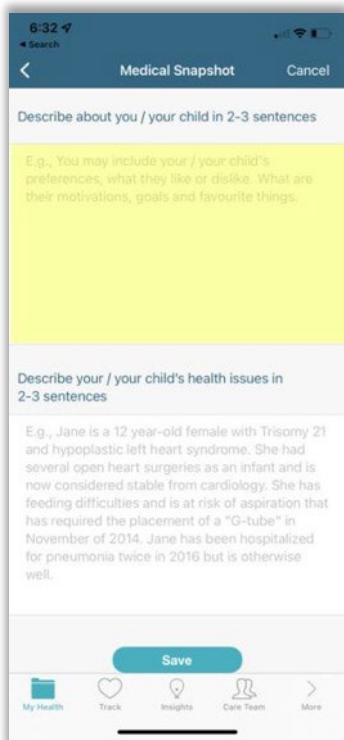 6:32
Search
Medical Snapshot Cancel
Describe about you / your child in 2-3 sentences
E.g., You may include your / your child's
preferences, what they like or dislike. What are
their motivations, goals and favourite things.
Describe your / your child's health issues in
2-3 sentences
E.g., Jane is a 12 year-old female with Trisomy 21
and hypoplastic left heart syndrome. She had
several open heart surgeries as an infant and is
now considered stable from cardiology. She has
feeding difficulties and is at risk of aspiration that
has required the placement of a "G-tube" in
November of 2014. Jane has been hospitalized
for pneumonia twice in 2016 but is otherwise
well.
Save
My Health Track Insights Care Team More